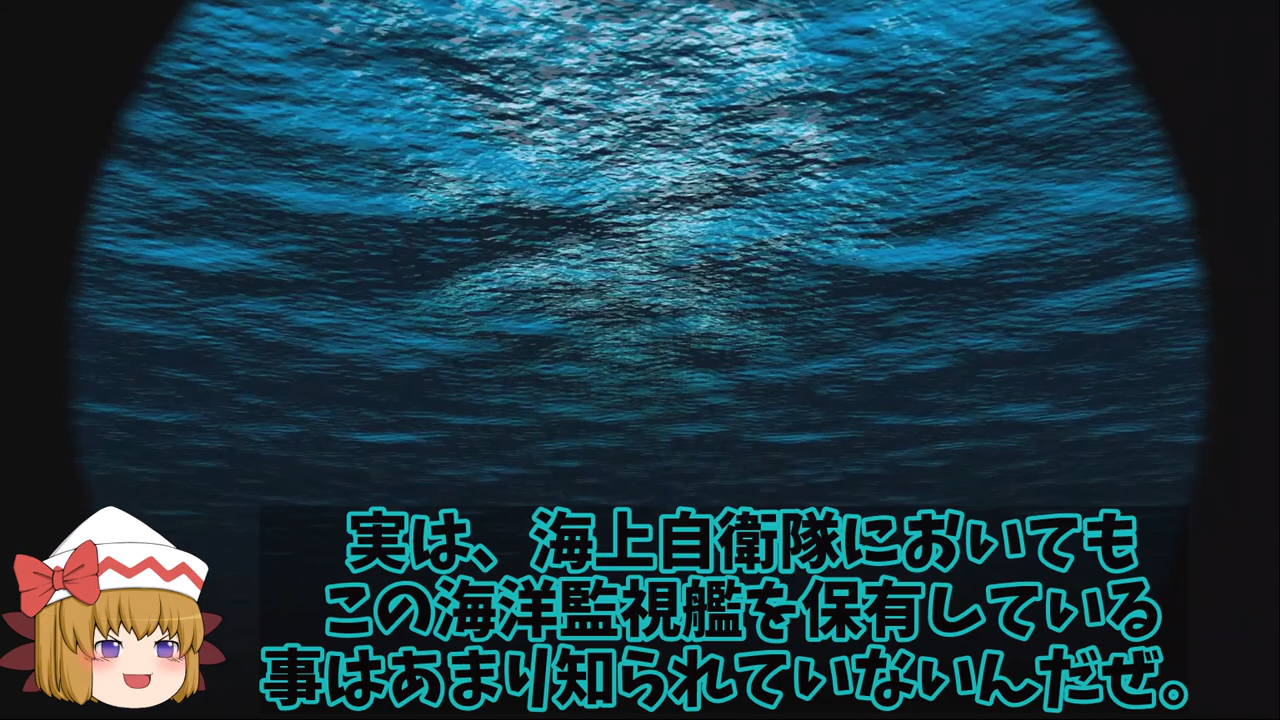 実は、海上自衛隊においても
この海洋監視艦を保有している
事はあまり知られていないんだぜ。